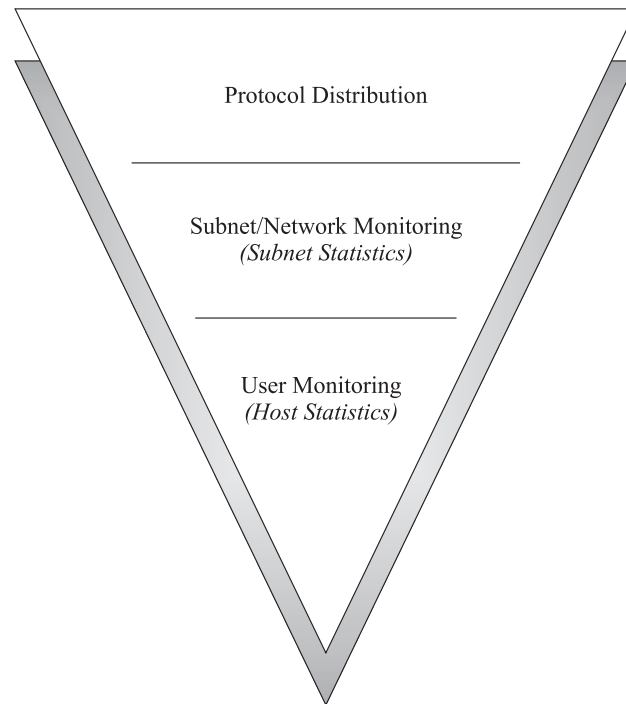 Protocol Distribution
Subnet/Network Monitoring
(Subnet Statistics)
User Monitoring
(Host Statistics)